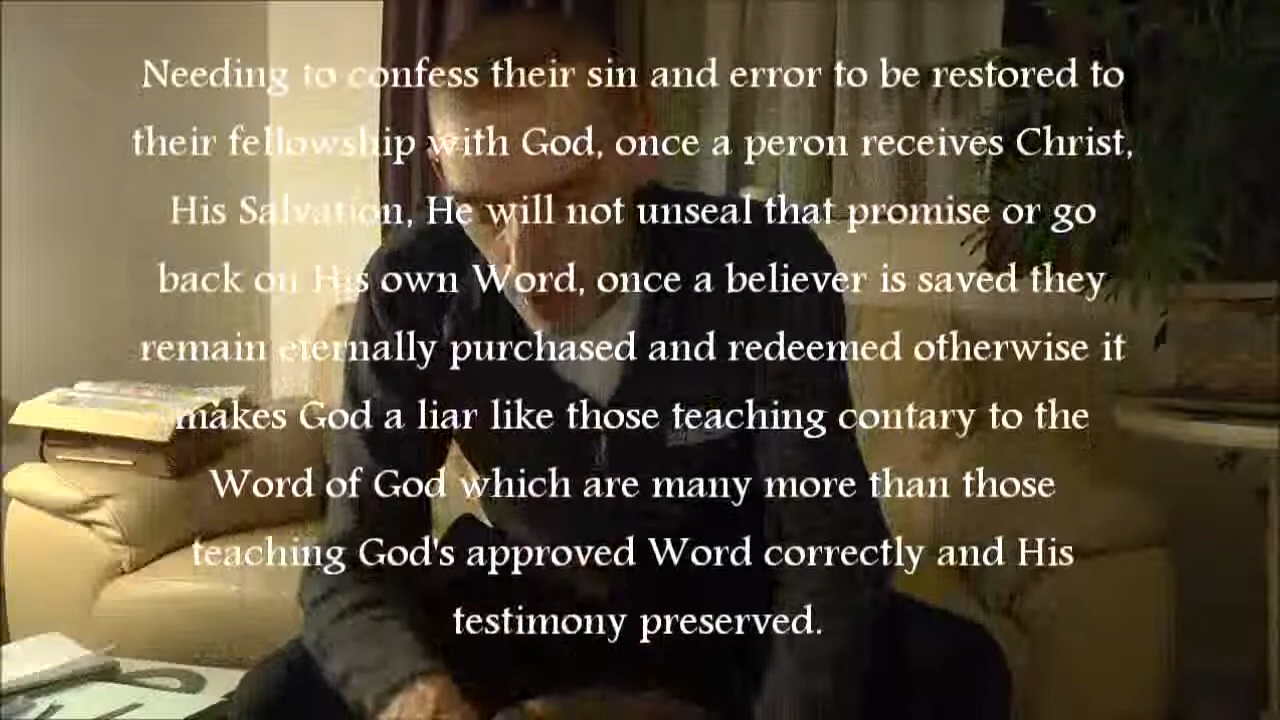 Needing to confess their sin and error to be restored to
their fellowship with God, once a peron receives Christ,
His Salvation, He will not unseal that promise or go
back on His own Word, once a believer is saved they
remain eternally purchased and redeemed otherwise it
makes God a liar like those teaching contary to the
Word of God which are many more than those
teaching God's approved Word correctly and His
testimony preserved.